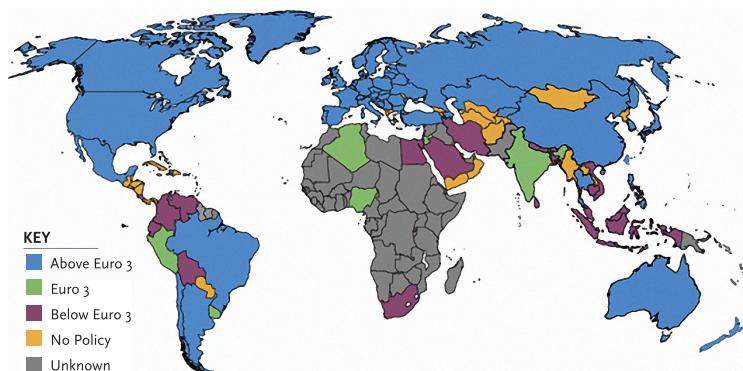 KEY
Above Euro 3
Euro 3
Below Euro 3
No Policy
Unknown